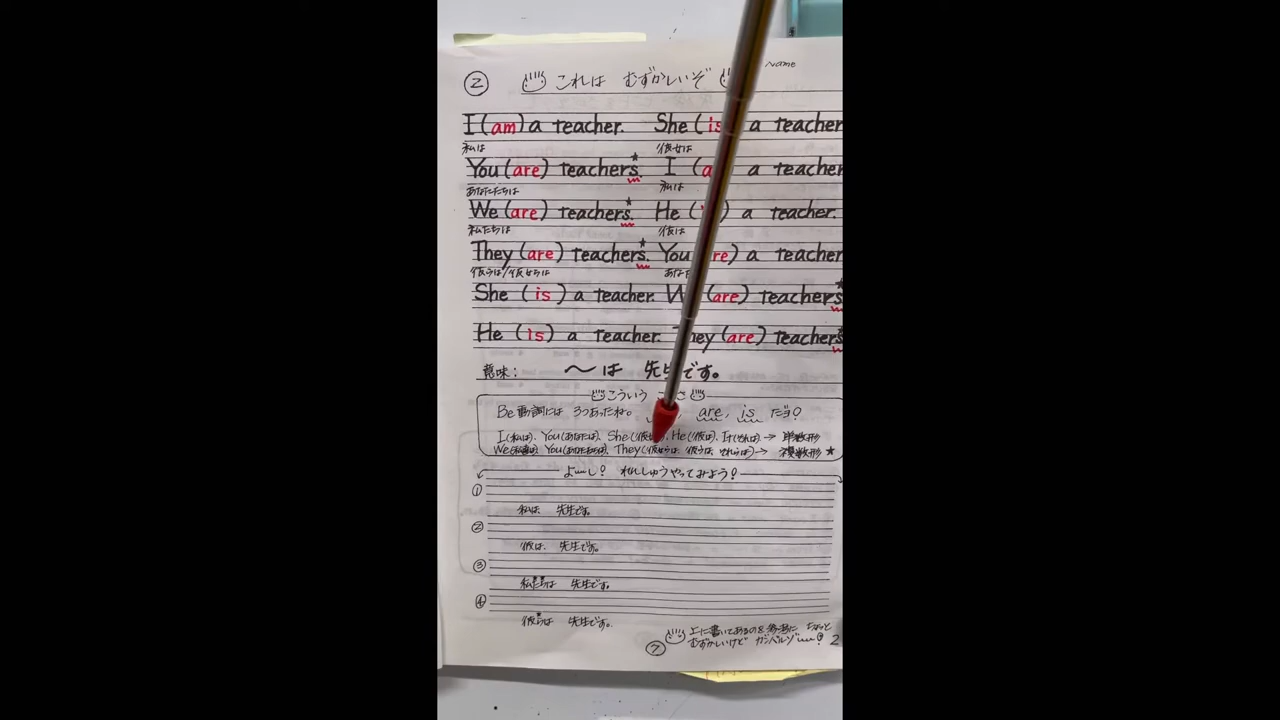 Name
② これは むずかしいぞ
I (am) a teacher. She (is a teacher
私は 彼女は
You (are) teachers. I (a a teacher
あなたたちは 私は
We (are) teachers. He ( a teacher.
私たちは 彼は
They (are) teachers. You re) a teacher
彼らは/彼女らは あなた
She (is) a teacher. W (are) teachers
He (is) a teacher. hey (are) teachers
意味: 〜は 先生です。
こういう
Be動詞には 3つあったね。 are, is だヨ?
I(私は)、You(あなたは)、She(彼女は)、He(彼は)、It(それは)→ 単数形
We(私達は)、You(あなたたちは)、They(彼女らは、彼らは、それらは)→ 複数形 ★
よーし! れんしゅうやってみよう!
①
私は 先生です。
②
彼は、先生です。
③
私たちは 先生です。
④
彼らは 先生です。
上に書いてあるのを参考に ちょっと
むずかしいけど ガンバルゾー! 2
⑦